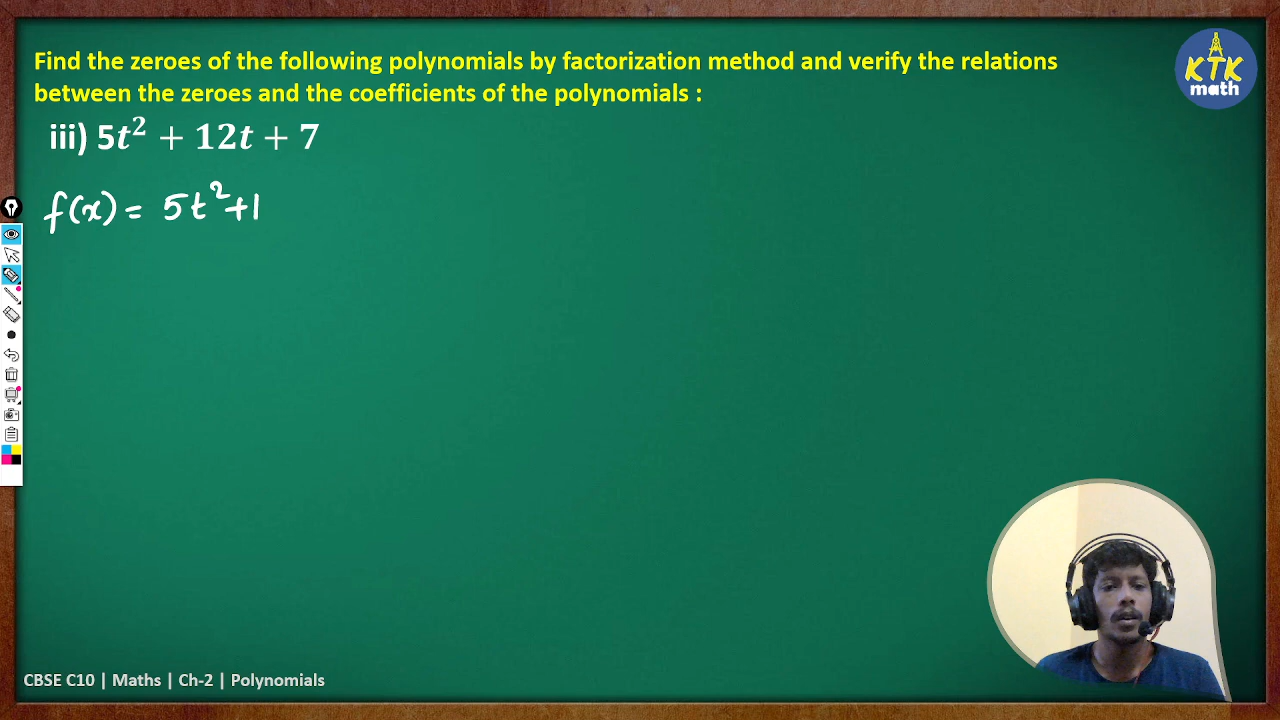 Find the zeroes of the following polynomials by factorization method and verify the relations
between the zeroes and the coefficients of the polynomials :
KTK
math
iii) 5t² + 12t + 7
f(x) = 5t²+1
CBSE C10 | Maths | Ch-2 | Polynomials